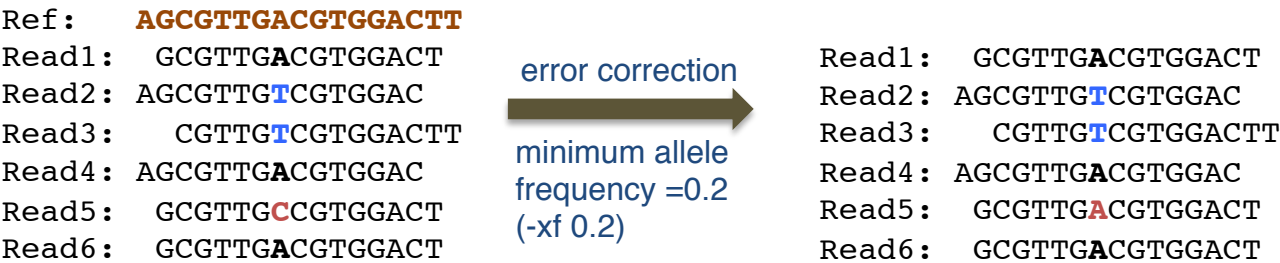 Ref: AGCGTTGACGTGGACTT
Read1: GCGTTGACGTGGACT
Read2: AGCGTTGTCGTGGAC
Read3: CGTTGTCGTGGACTT
Read4: AGCGTTGACGTGGAC
Read5: GCGTTGCCGTGGACT
Read6: GCGTTGACGTGGACT
error correction
minimum allele
frequency =0.2
(-xf 0.2)
Read1: GCGTTGACGTGGACT
Read2: AGCGTTGTCGTGGAC
Read3: CGTTGTCGTGGACTT
Read4: AGCGTTGACGTGGAC
Read5: GCGTTGACGTGGACT
Read6: GCGTTGACGTGGACT